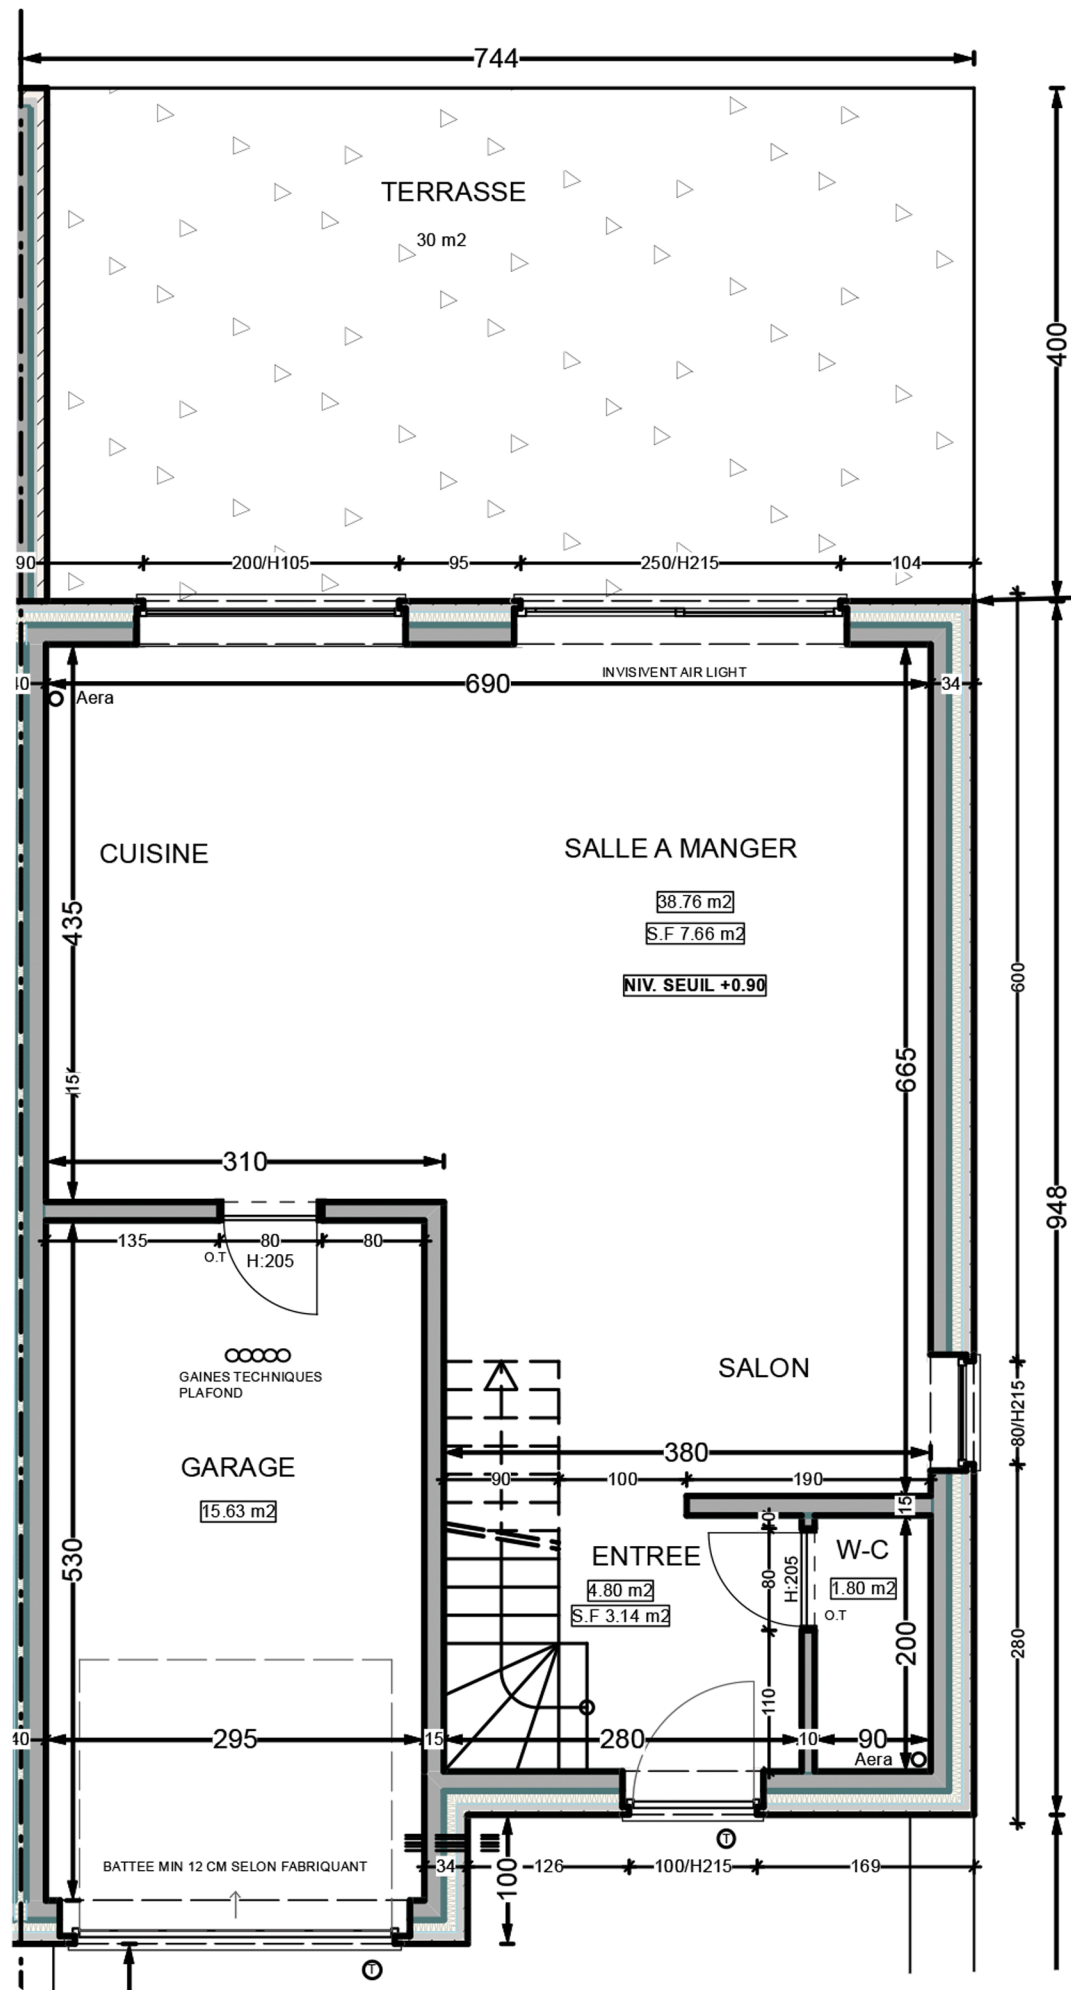 744
TERRASSE
30 m2
400
90
200/H105
95
250/H215
104
INVISIVENT AIR LIGHT
40
690
34
Aera
CUISINE
SALLE A MANGER
38.76 m2
S.F 7.66 m2
NIV. SEUIL +0.90
435
600
665
15
310
948
135
80
80
O.T
H:205
GAINES TECHNIQUES
PLAFOND
SALON
80/H215
GARAGE
380
90
100
190
15.63 m2
15
10
530
ENTREE
W-C
4.80 m2
80
H:205
1.80 m2
S.F 3.14 m2
O.T
200
280
110
40
295
15
280
10
90
Aera
T
BATTEE MIN 12 CM SELON FABRIQUANT
34
100
126
100/H215
169
T